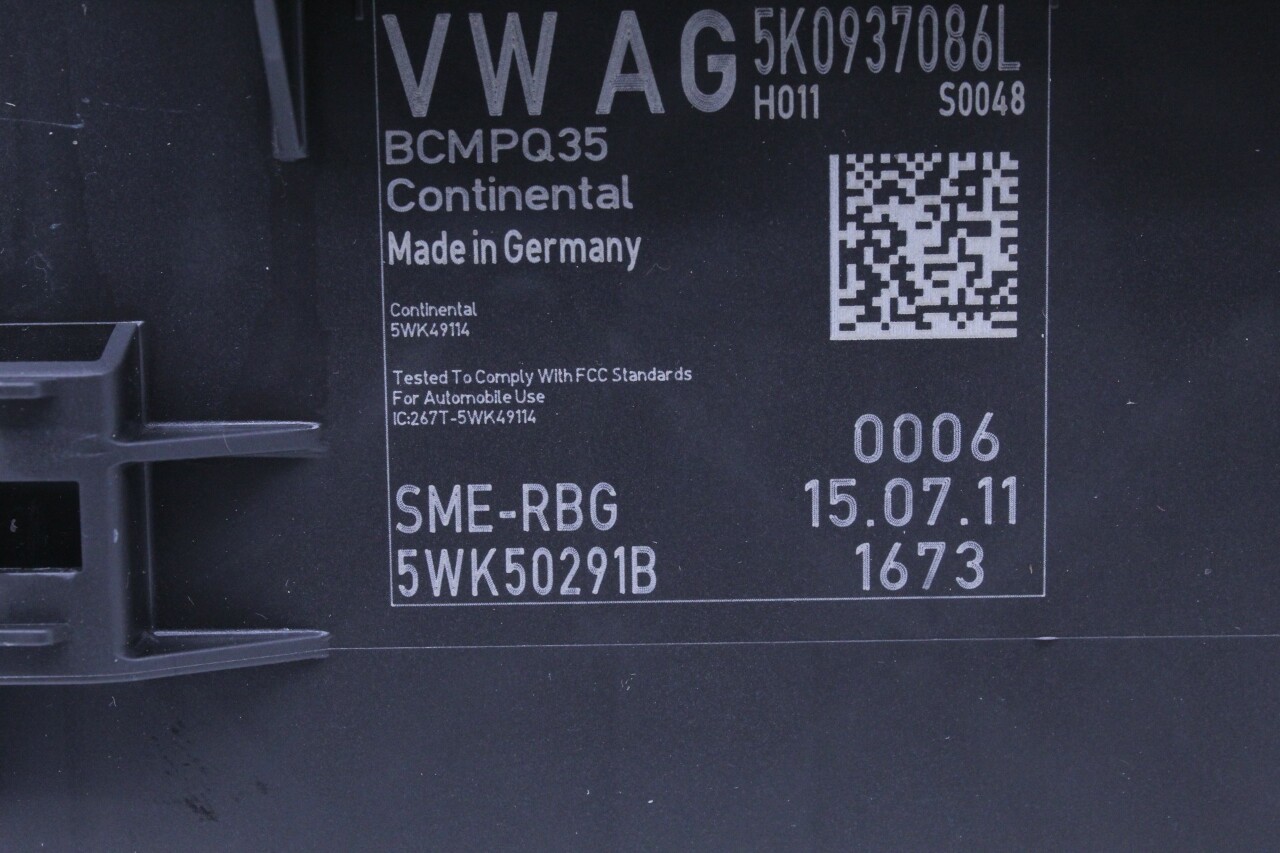 VW AG 5K0937086L
H011 S0048
BCMPQ35
Continental
Made in Germany
Continental
5WK49114
Tested To Comply With FCC Standards
For Automobile Use
IC:267T-5WK49114
0006
SME-RBG 15.07.11
5WK50291B 1673
6